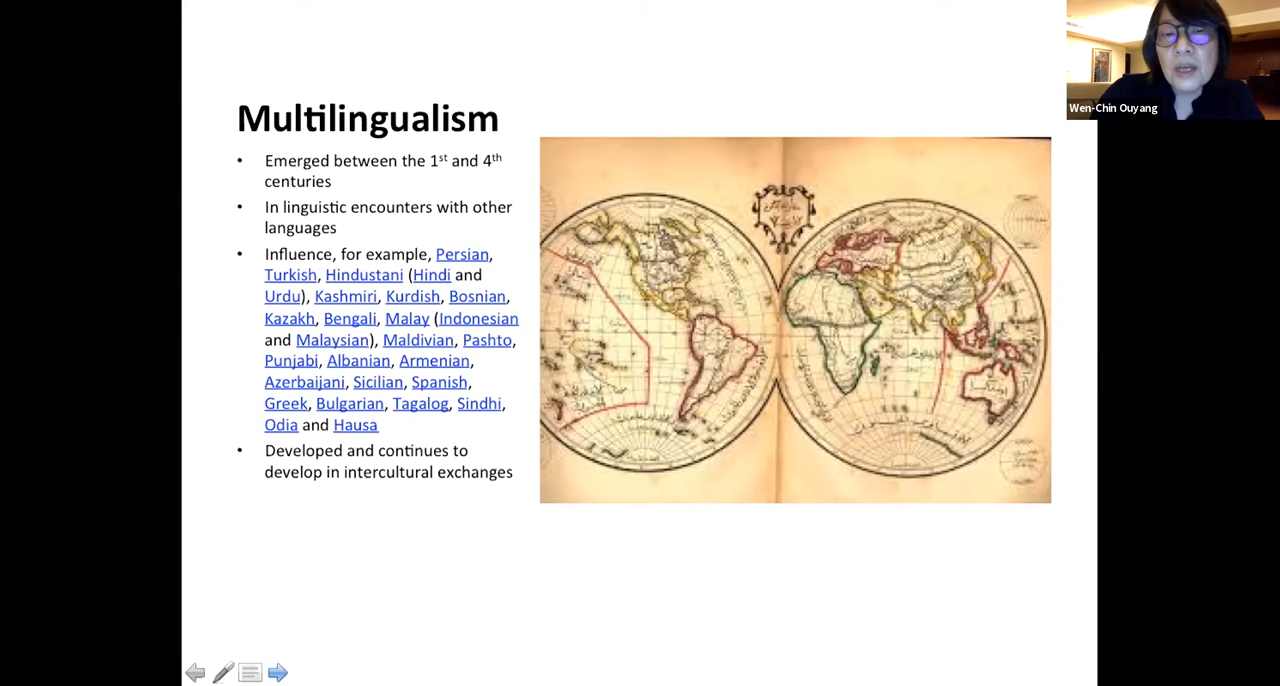 Multilingualism
• Emerged between the 1st and 4th
centuries
• In linguistic encounters with other
languages
• Influence, for example, Persian,
Turkish, Hindustani (Hindi and
Urdu), Kashmiri, Kurdish, Bosnian,
Kazakh, Bengali, Malay (Indonesian
and Malaysian), Maldivian, Pashto,
Punjabi, Albanian, Armenian,
Azerbaijani, Sicilian, Spanish,
Greek, Bulgarian, Tagalog, Sindhi,
Odia and Hausa
• Developed and continues to
develop in intercultural exchanges
Wen-Chin Ouyang